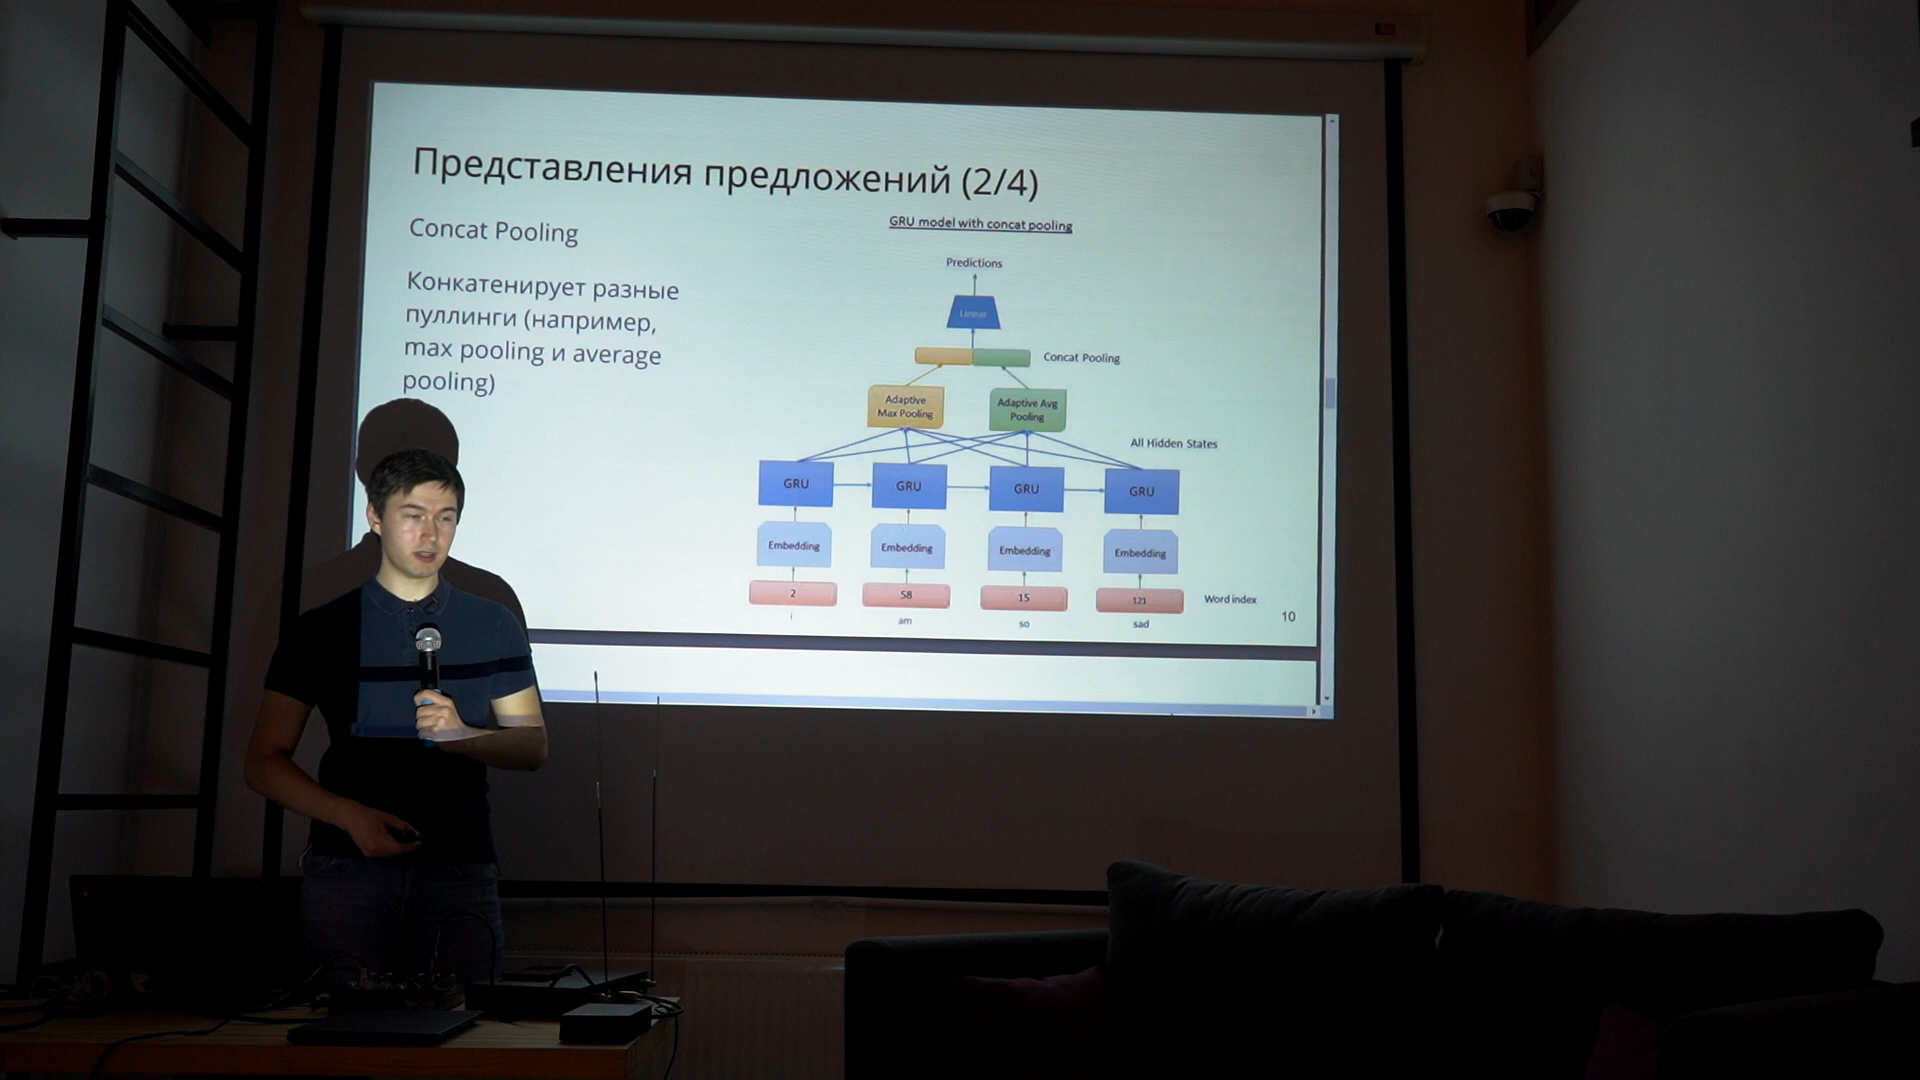 Представления предложений (2/4)
Concat Pooling
Конкатенирует разные
пуллинги (например,
max pooling и average
pooling)
GRU model with concat pooling
Predictions
Linear
Concat Pooling
Adaptive
Max Pooling
Adaptive Avg
Pooling
All Hidden States
GRU
GRU
GRU
GRU
Embedding
Embedding
Embedding
Embedding
2
58
15
121
Word index
i
am
so
sad
10